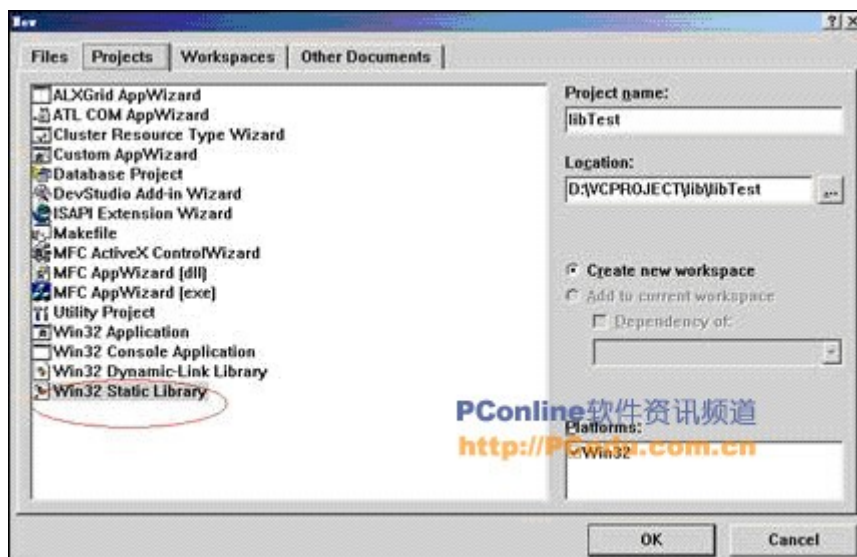 New
Files
Projects
Workspaces
Other Documents
ALXGrid AppWizard
ATL COM AppWizard
Cluster Resource Type Wizard
Custom AppWizard
Database Project
DevStudio Add-in Wizard
ISAPI Extension Wizard
Makefile
MFC ActiveX ControlWizard
MFC AppWizard (dll)
MFC AppWizard (exe)
Utility Project
Win32 Application
Win32 Console Application
Win32 Dynamic-Link Library
Win32 Static Library
Project name:
libTest
Location:
D:\VCPROJECT\lib\libTest
...
Create new workspace
Add to current workspace
Dependency of:
PConline软件资讯频道
Platforms:
http://PCedu.com.cn
Win32
OK
Cancel